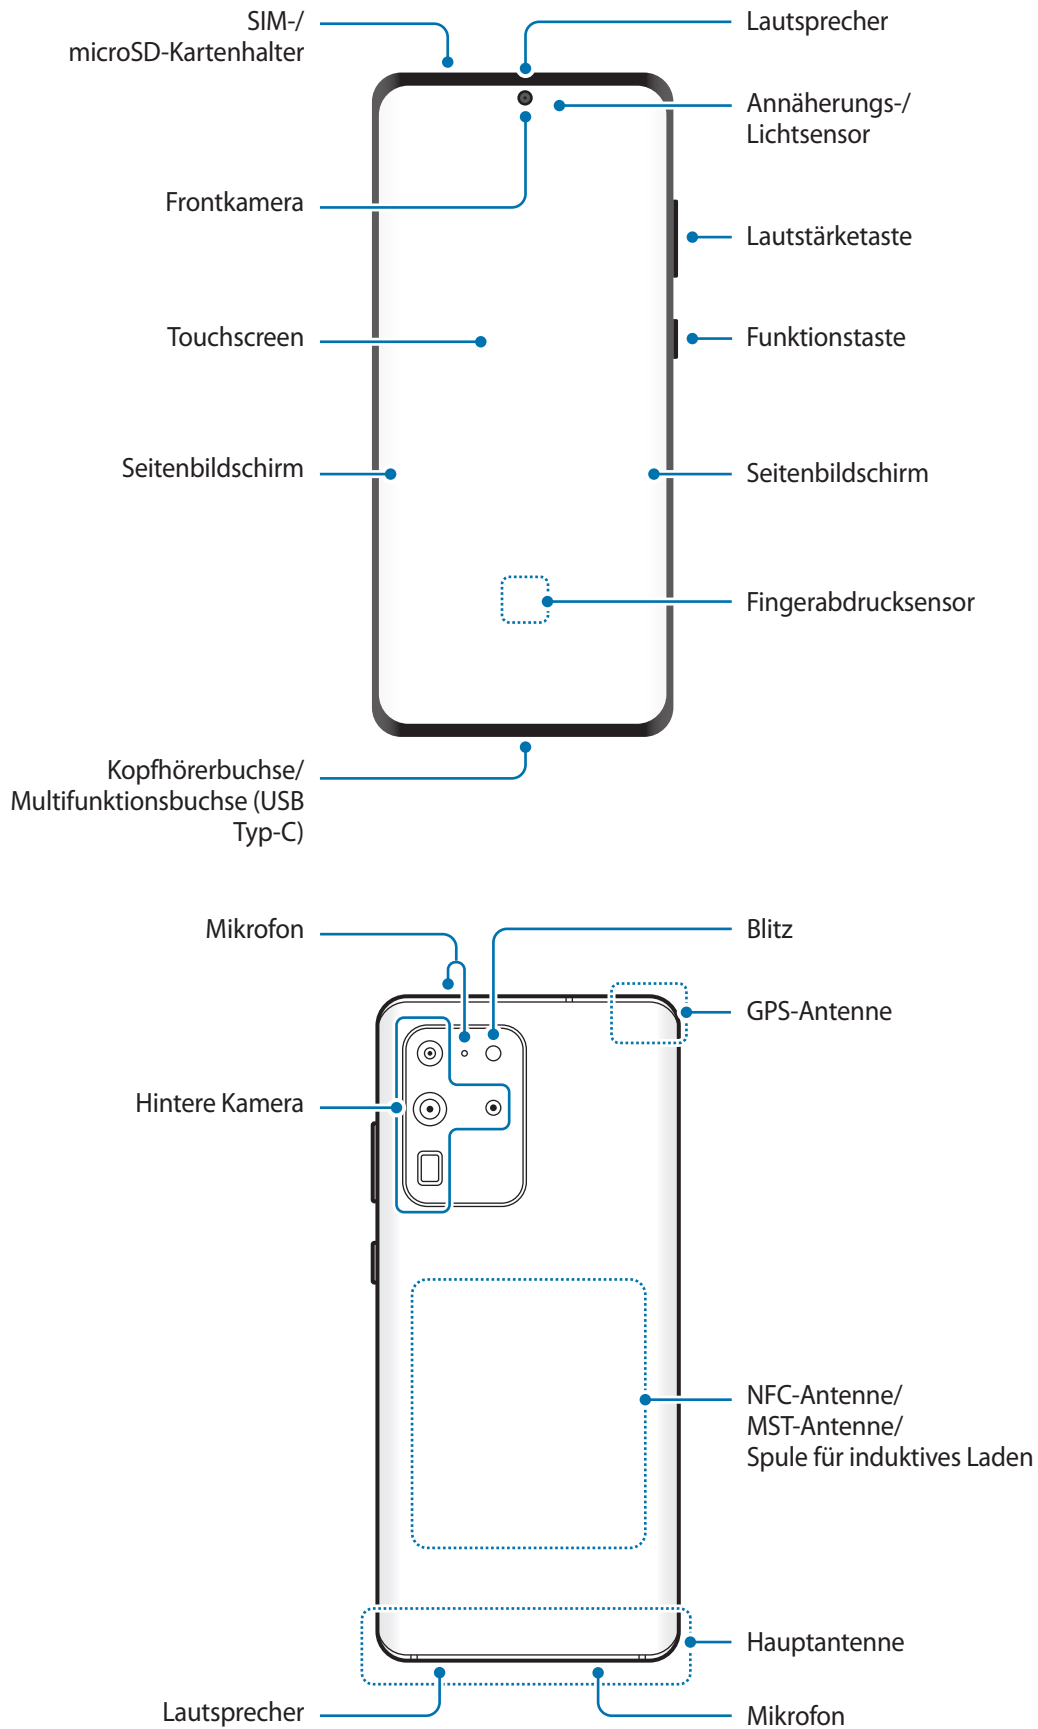 SIM-/
microSD-Kartenhalter
Lautsprecher
Annäherungs-/
Lichtsensor
Frontkamera
Lautstärketaste
Touchscreen
Funktionstaste
Seitenbildschirm
Seitenbildschirm
Fingerabdrucksensor
Kopfhörerbuchse/
Multifunktionsbuchse (USB
Typ-C)
Mikrofon
Blitz
GPS-Antenne
Hintere Kamera
NFC-Antenne/
MST-Antenne/
Spule für induktives Laden
Hauptantenne
Lautsprecher
Mikrofon